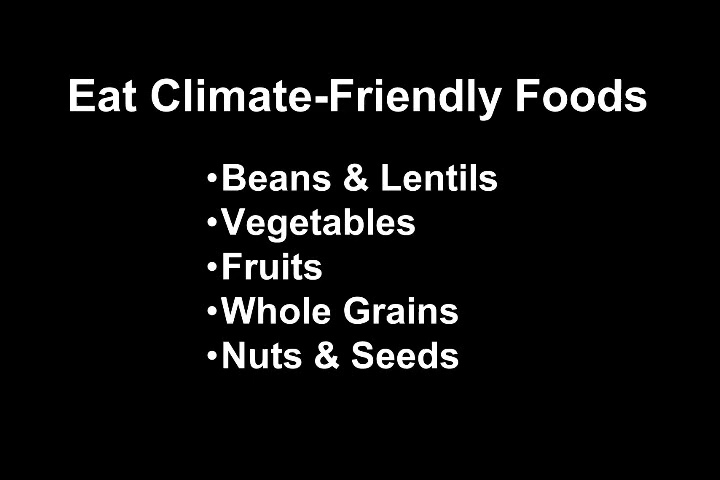 Eat Climate-Friendly Foods
•Beans & Lentils
•Vegetables
•Fruits
•Whole Grains
•Nuts & Seeds